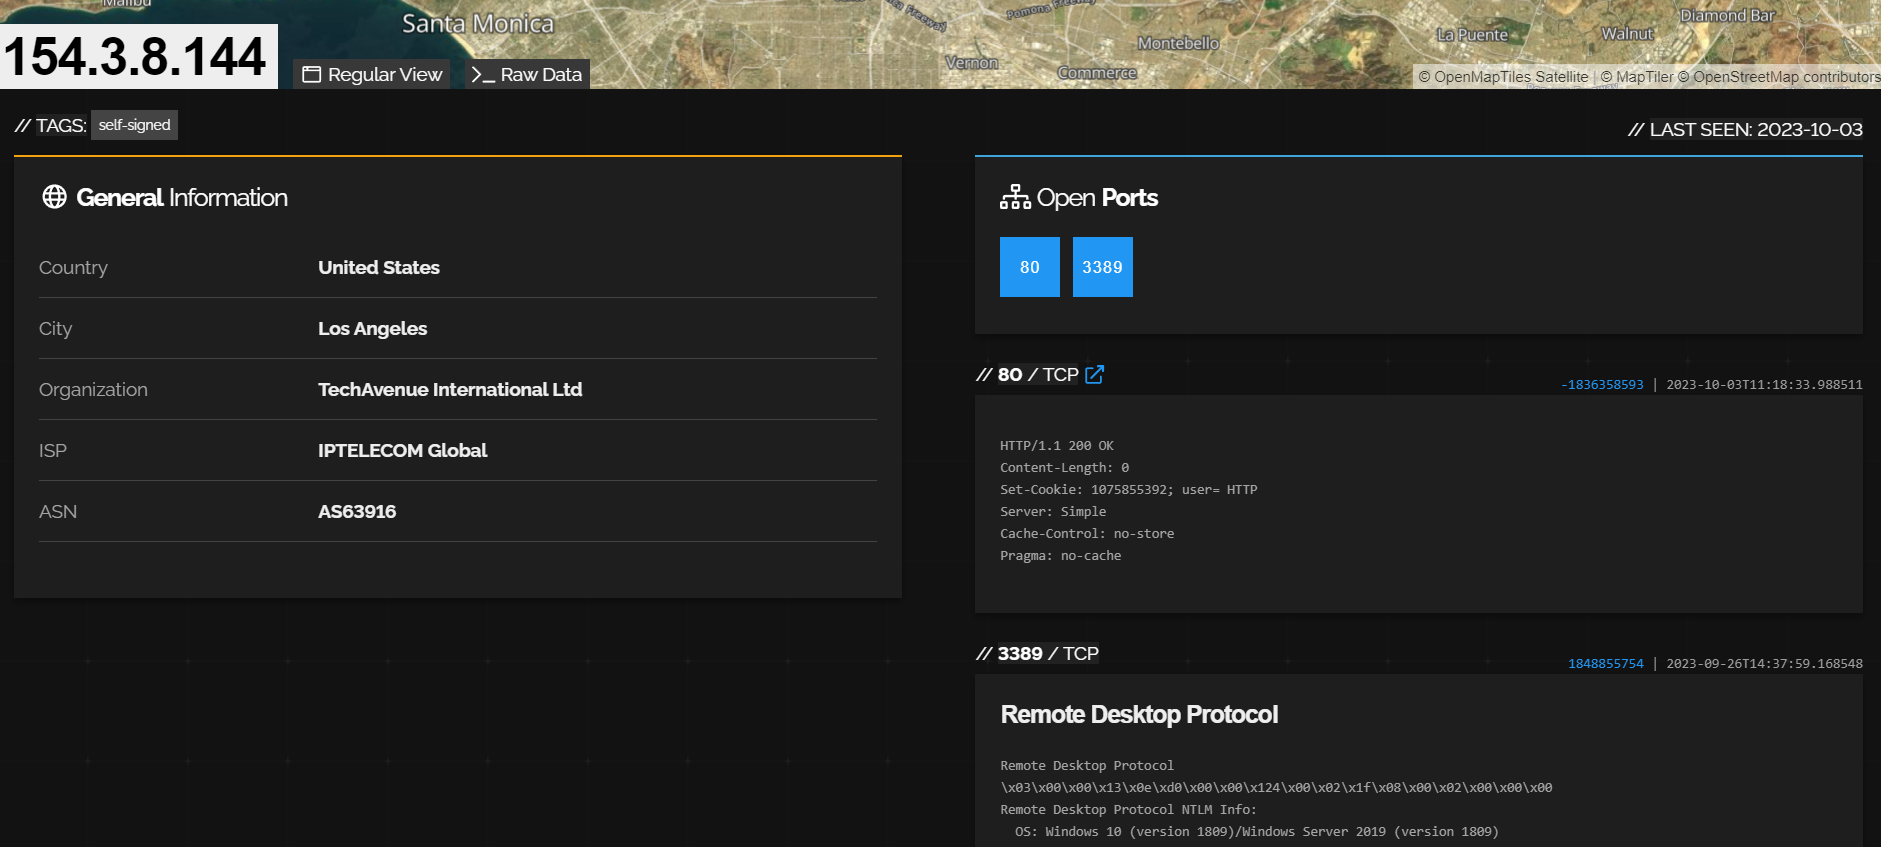 Malibu
Santa Monica
Pomona Freeway
Diamond Bar
La Puente
Walnut
Montebello
Vernon
Commerce
154.3.8.144
Regular View
>_ Raw Data
© OpenMapTiles Satellite | © MapTiler © OpenStreetMap contributors
// TAGS: self-signed
// LAST SEEN: 2023-10-03
General Information
Country United States
City Los Angeles
Organization TechAvenue International Ltd
ISP IPTELECOM Global
ASN AS63916
Open Ports
80 3389
// 80 / TCP
-1836358593 | 2023-10-03T11:18:33.988511
HTTP/1.1 200 OK
Content-Length: 0
Set-Cookie: 1075855392; user= HTTP
Server: Simple
Cache-Control: no-store
Pragma: no-cache
// 3389 / TCP
1848855754 | 2023-09-26T14:37:59.168548
Remote Desktop Protocol
Remote Desktop Protocol
\x03\x00\x00\x13\x0e\xd0\x00\x00\x124\x00\x02\x1f\x08\x00\x02\x00\x00\x00
Remote Desktop Protocol NTLM Info:
OS: Windows 10 (version 1809)/Windows Server 2019 (version 1809)